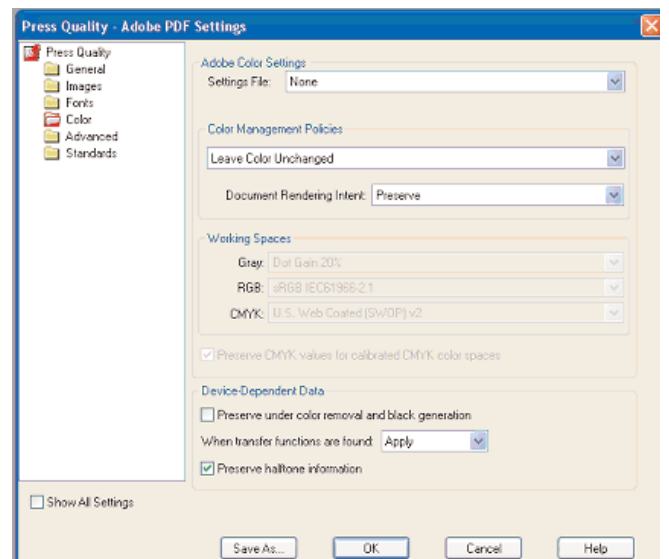 Press Quality - Adobe PDF Settings
Press Quality
General
Images
Fonts
Color
Advanced
Standards
Show All Settings
Adobe Color Settings
Settings File: None
Color Management Policies
Leave Color Unchanged
Document Rendering Intent: Preserve
Working Spaces
Gray: Dot Gain 20%
RGB: sRGB IEC61966-2.1
CMYK: U.S. Web Coated (SWOP) v2
Preserve CMYK values for calibrated CMYK color spaces
Device-Dependent Data
Preserve under color removal and black generation
When transfer functions are found: Apply
Preserve halftone information
Save As... OK Cancel Help